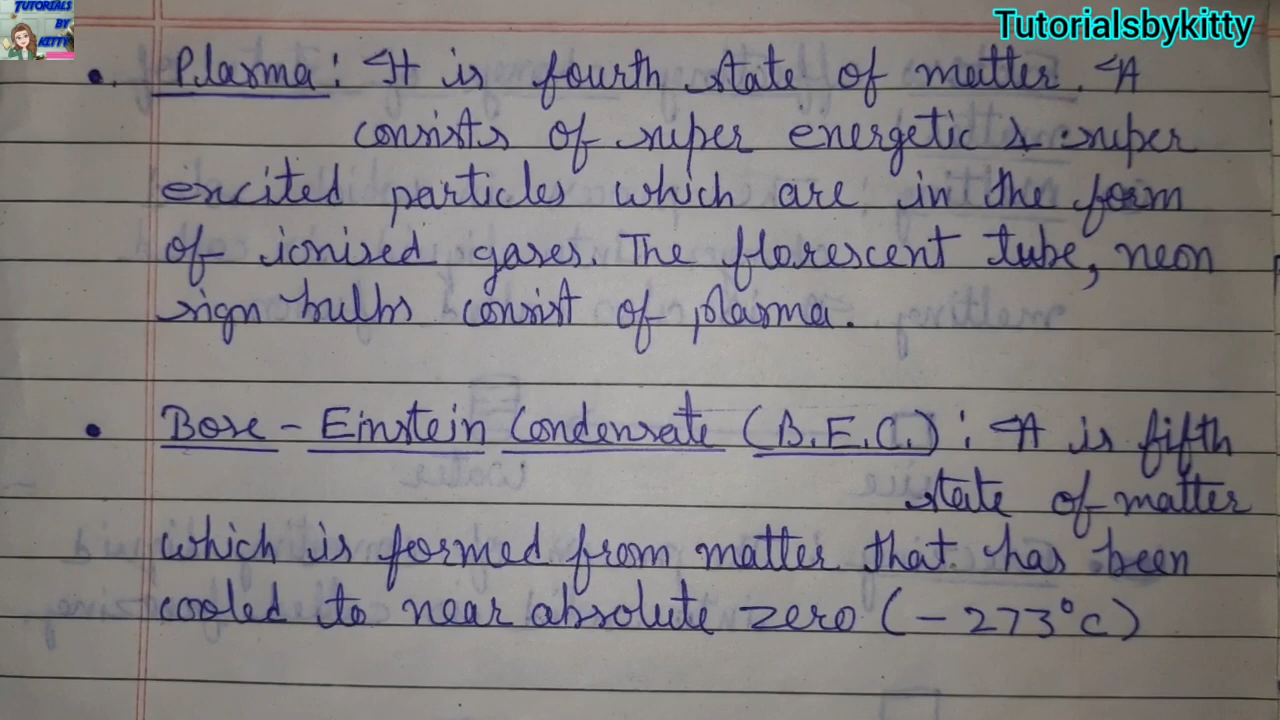 TUTORIALS
BY
KITTY
Tutorialsbykitty
• Plasma : It is fourth state of matter. It
consists of super energetic & super
excited particles which are in the form
of ionised gases. The florescent tube, neon
sign bulbs consist of plasma.
• Bose - Einstein Condensate (B.E.C.) : It is fifth
state of matter
which is formed from matter that has been
cooled to near absolute zero (-273°C)